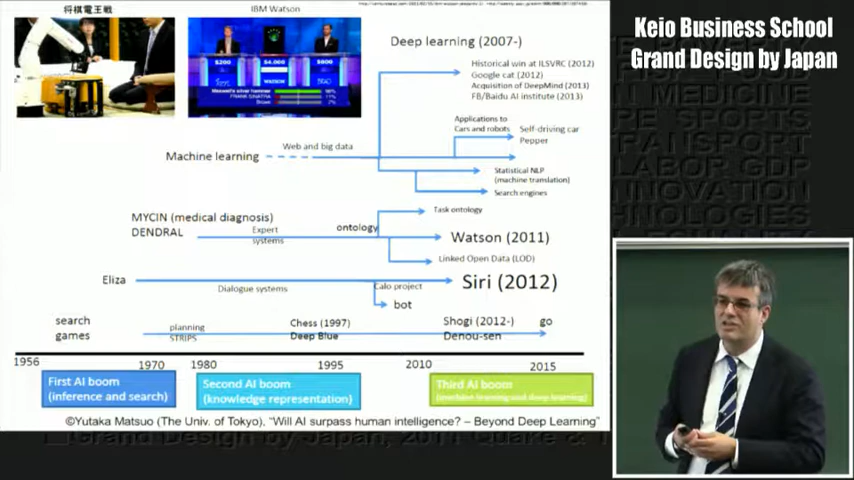 将棋電王戦
IBM Watson
$200
$4,000
$600
WATSON
Deep learning (2007-)
Historical win at ILSVRC (2012)
Google cat (2012)
Acquisition of DeepMind (2013)
FB/Baidu AI institute (2013)
Applications to
Cars and robots
Self-driving car
Pepper
Web and big data
Machine learning
Statistical NLP
(machine translation)
Search engines
MYCIN (medical diagnosis)
DENDRAL
Expert
systems
ontology
Task ontology
Watson (2011)
Linked Open Data (LOD)
Eliza
Dialogue systems
Calo project
Siri (2012)
bot
search
games
planning
STRIPS
Chess (1997)
Deep Blue
Shogi (2012-)
Denou-sen
go
1956
1970
1980
1995
2010
2015
First AI boom
(inference and search)
Second AI boom
(knowledge representation)
Third AI boom
(machine learning and deep learning)
©Yutaka Matsuo (The Univ. of Tokyo), "Will AI surpass human intelligence? – Beyond Deep Learning"
Keio Business School
Grand Design by Japan